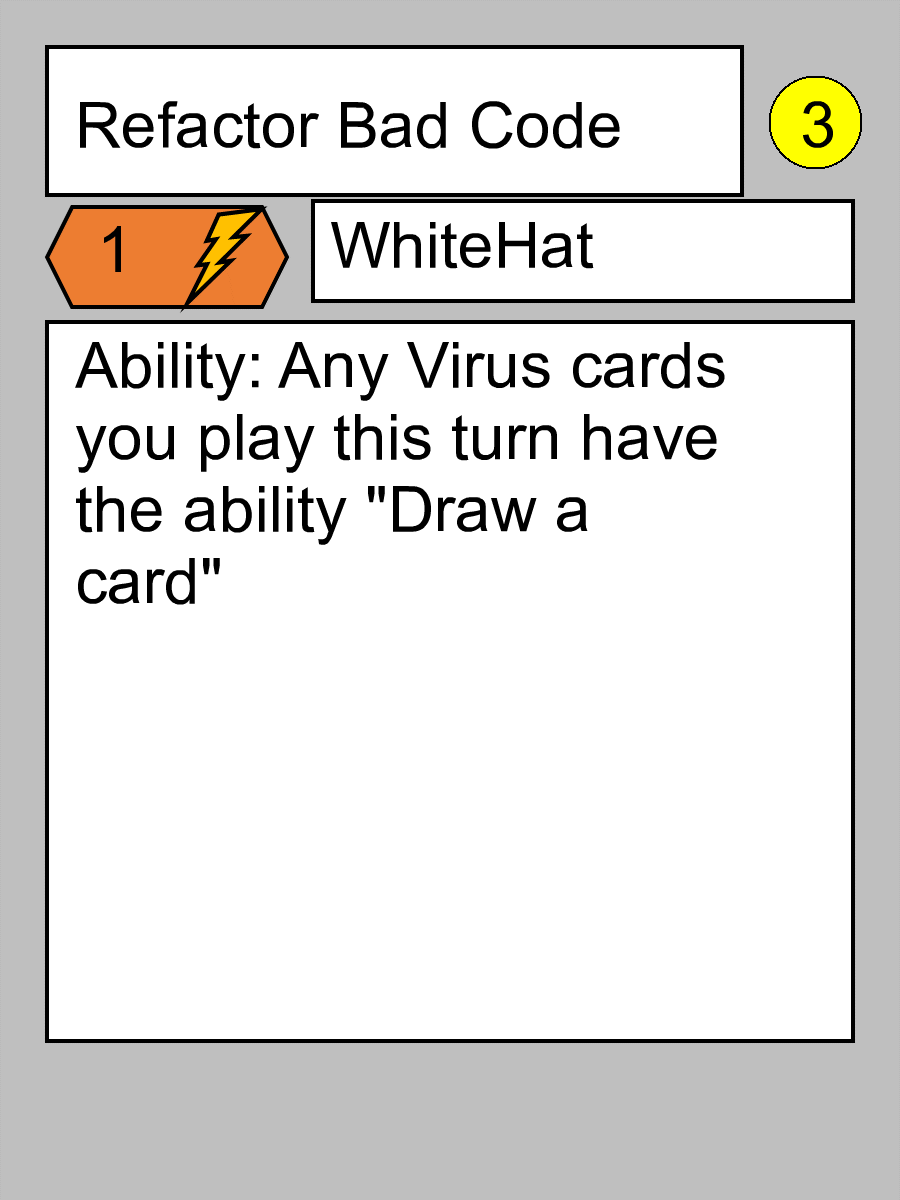 Refactor Bad Code
3
1
WhiteHat
Ability: Any Virus cards
you play this turn have
the ability "Draw a
card"